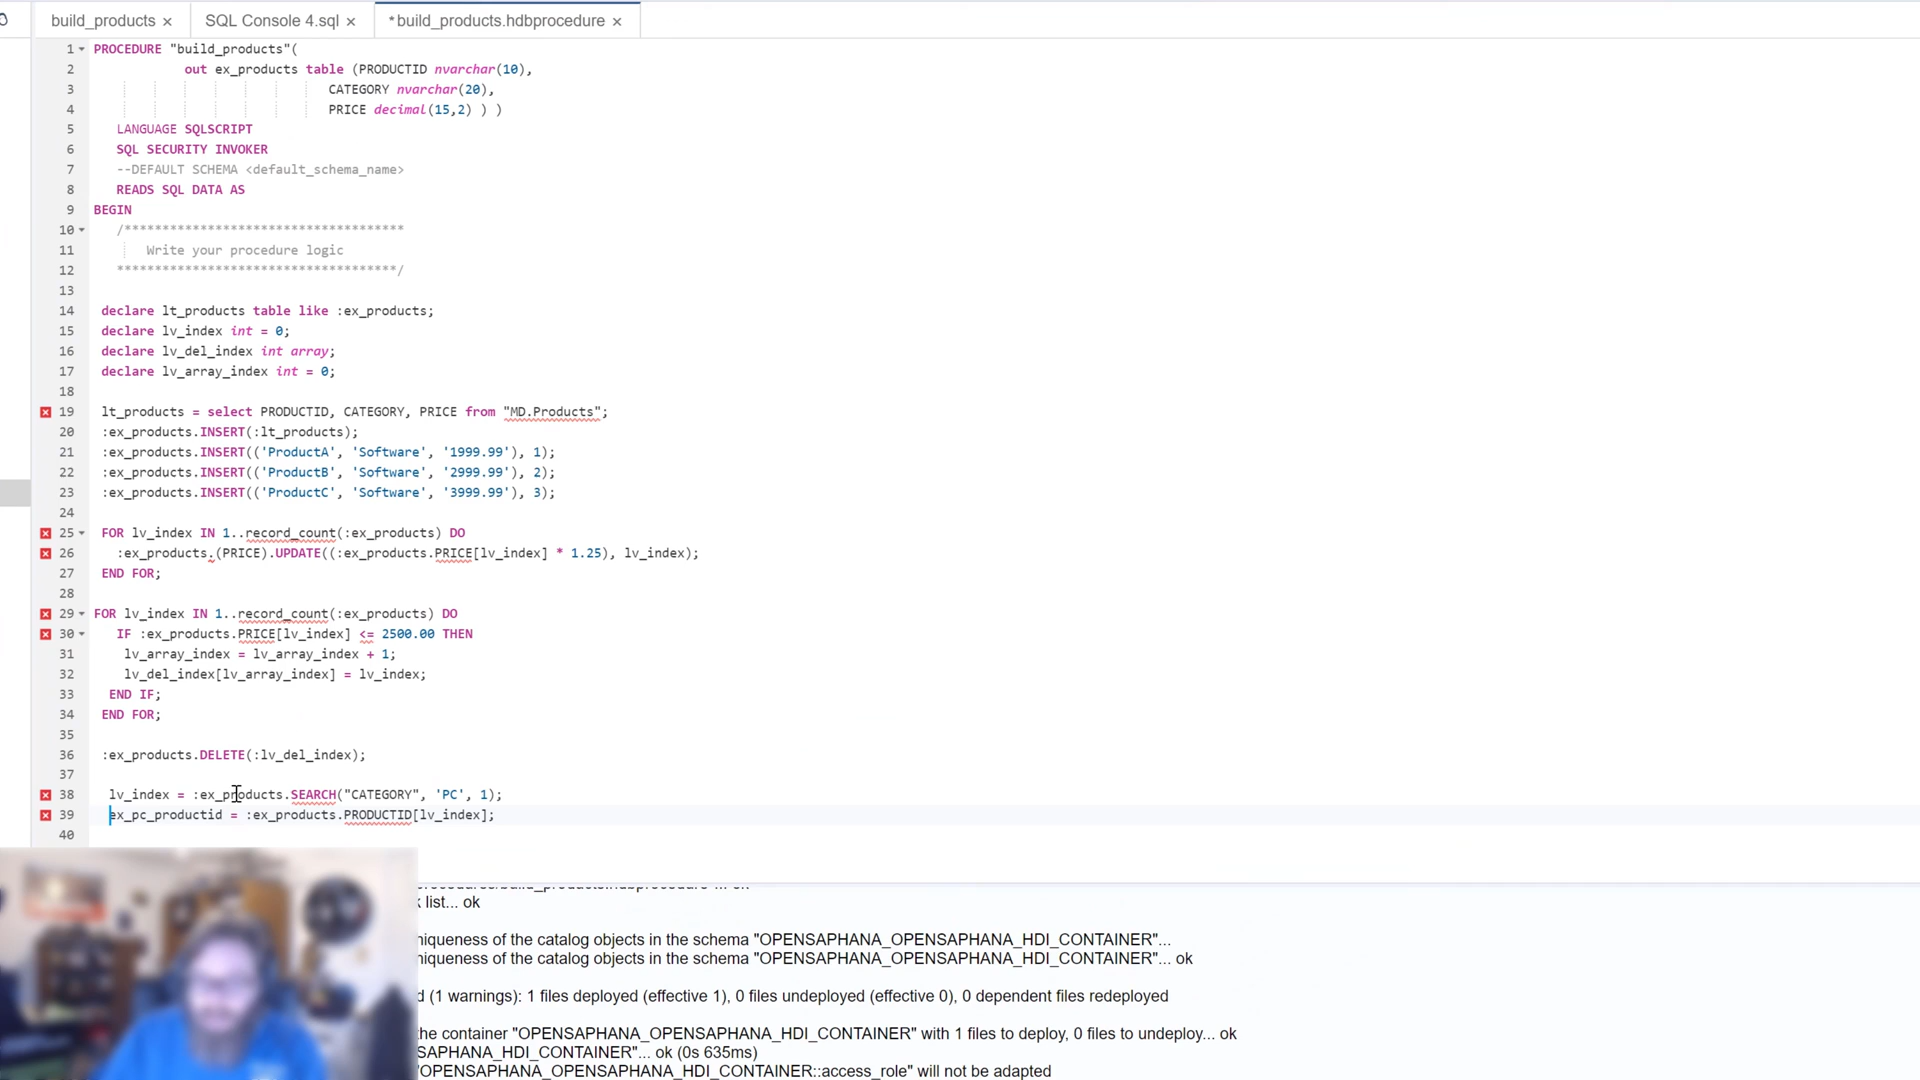 build_products ×
SQL Console 4.sql ×
*build_products.hdbprocedure ×
1 PROCEDURE "build_products"(
2 out ex_products table (PRODUCTID nvarchar(10),
3 CATEGORY nvarchar(20),
4 PRICE decimal(15,2) ) )
5 LANGUAGE SQLSCRIPT
6 SQL SECURITY INVOKER
7 --DEFAULT SCHEMA <default_schema_name>
8 READS SQL DATA AS
9 BEGIN
10 /*************************************
11 Write your procedure logic
12 *************************************/
13
14 declare lt_products table like :ex_products;
15 declare lv_index int = 0;
16 declare lv_del_index int array;
17 declare lv_array_index int = 0;
18
19 lt_products = select PRODUCTID, CATEGORY, PRICE from "MD.Products";
20 :ex_products.INSERT(:lt_products);
21 :ex_products.INSERT(('ProductA', 'Software', '1999.99'), 1);
22 :ex_products.INSERT(('ProductB', 'Software', '2999.99'), 2);
23 :ex_products.INSERT(('ProductC', 'Software', '3999.99'), 3);
24
25 FOR lv_index IN 1..record_count(:ex_products) DO
26 :ex_products.(PRICE).UPDATE((:ex_products.PRICE[lv_index] * 1.25), lv_index);
27 END FOR;
28
29 FOR lv_index IN 1..record_count(:ex_products) DO
30 IF :ex_products.PRICE[lv_index] <= 2500.00 THEN
31 lv_array_index = lv_array_index + 1;
32 lv_del_index[lv_array_index] = lv_index;
33 END IF;
34 END FOR;
35
36 :ex_products.DELETE(:lv_del_index);
37
38 lv_index = :ex_products.SEARCH("CATEGORY", 'PC', 1);
39 ex_pc_productid = :ex_products.PRODUCTID[lv_index];
40
k list... ok
niqueness of the catalog objects in the schema "OPENSAPHANA_OPENSAPHANA_HDI_CONTAINER"...
niqueness of the catalog objects in the schema "OPENSAPHANA_OPENSAPHANA_HDI_CONTAINER"... ok
d (1 warnings): 1 files deployed (effective 1), 0 files undeployed (effective 0), 0 dependent files redeployed
the container "OPENSAPHANA_OPENSAPHANA_HDI_CONTAINER" with 1 files to deploy, 0 files to undeploy... ok
SAPHANA_HDI_CONTAINER"... ok (0s 635ms)
"OPENSAPHANA_OPENSAPHANA_HDI_CONTAINER::access_role" will not be adapted